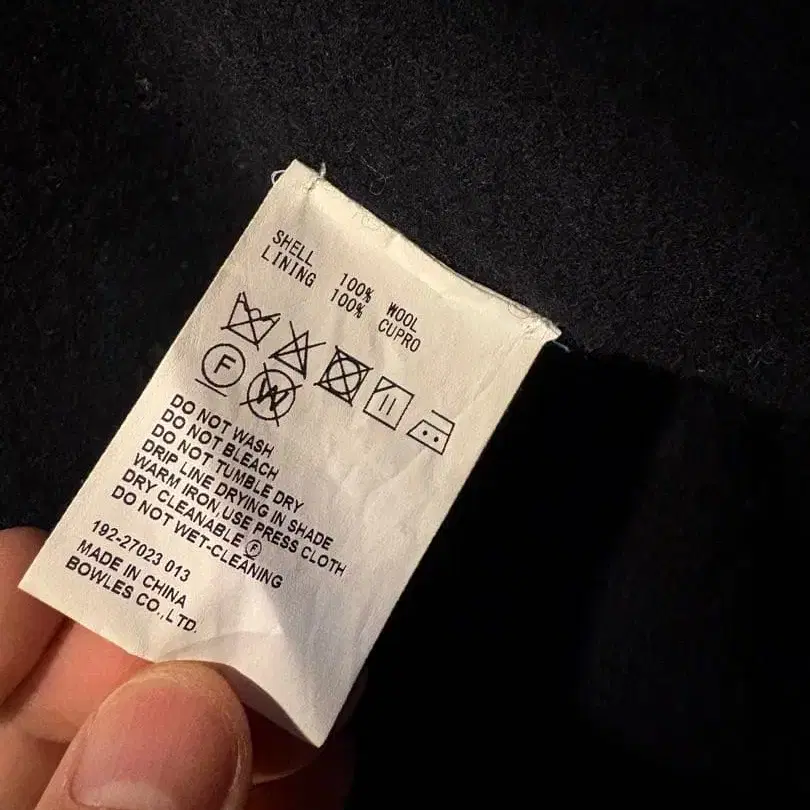 SHELL 100% WOOL
LINING 100% CUPRO
F W
DO NOT WASH
DO NOT BLEACH
DO NOT TUMBLE DRY
DRIP LINE DRYING IN SHADE
WARM IRON,USE PRESS CLOTH
DRY CLEANABLE Ⓕ
DO NOT WET-CLEANING
192-27023 013
MADE IN CHINA
BOWLES CO.,LTD.